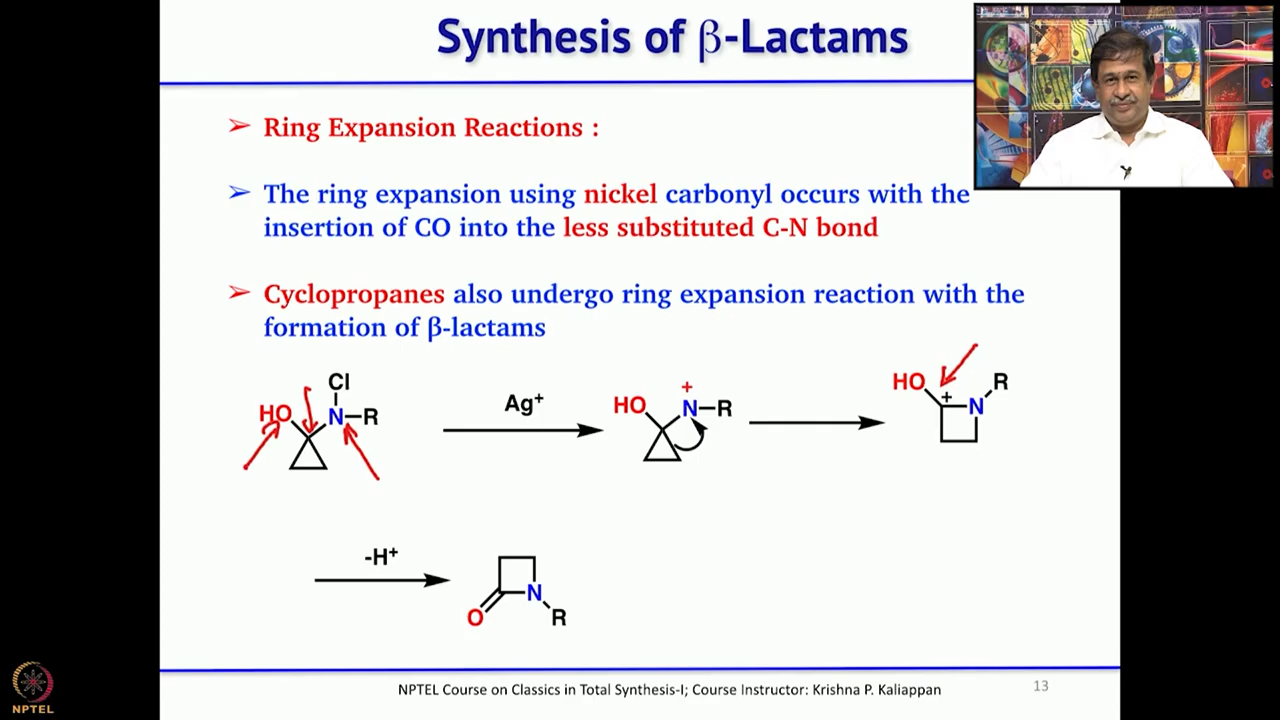 Synthesis of β-Lactams
➢ Ring Expansion Reactions :
➢ The ring expansion using nickel carbonyl occurs with the
insertion of CO into the less substituted C-N bond
➢ Cyclopropanes also undergo ring expansion reaction with the
formation of β-lactams
Cl
HO N R
Ag+
+
HO N R
HO + N R
-H+
O N R
NPTEL Course on Classics in Total Synthesis-I; Course Instructor: Krishna P. Kaliappan
13
NPTEL